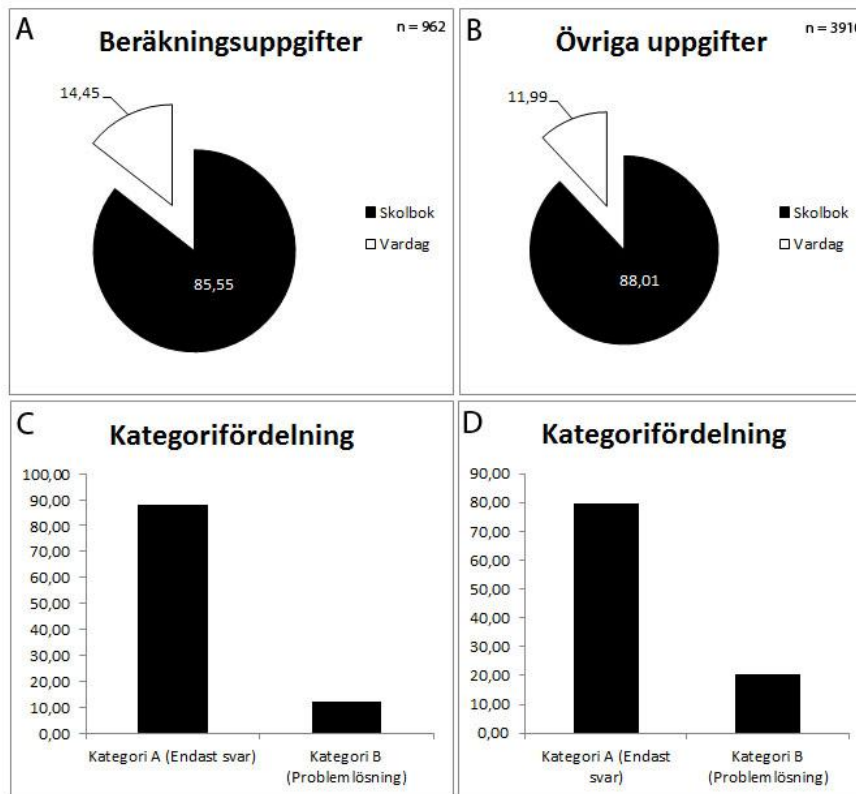 A
Beräkningsuppgifter
n = 962
14,45
85,55
Skolbok
Vardag
B
Övriga uppgifter
n = 3910
11,99
88,01
Skolbok
Vardag
C
Kategorifördelning
100,00
90,00
80,00
70,00
60,00
50,00
40,00
30,00
20,00
10,00
0,00
Kategori A (Endast svar)
Kategori B
(Problemlösning)
D
Kategorifördelning
90,00
80,00
70,00
60,00
50,00
40,00
30,00
20,00
10,00
0,00
Kategori A (Endast
svar)
Kategori B
(Problemlösning)